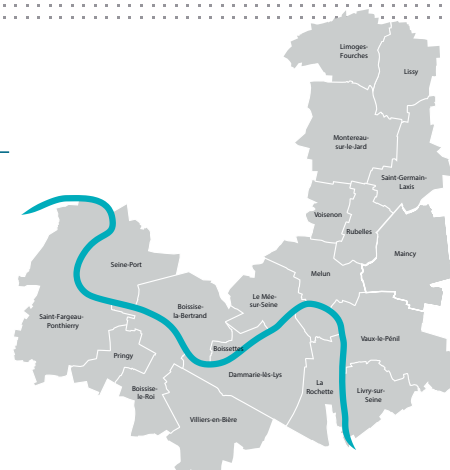 Limoges-
Fourches
Lissy
Montereau-
sur-le-Jard
Saint-Germain-
Laxis
Voisenon
Rubelles
Maincy
Seine-Port
Melun
Le Mée-
sur-Seine
Boissise-
la-Bertrand
Saint-Fargeau-
Ponthierry
Vaux-le-Pénil
Boissettes
Pringy
Dammarie-lès-Lys
La
Rochette
Boissise-
le-Roi
Livry-sur-
Seine
Villiers-en-Bière